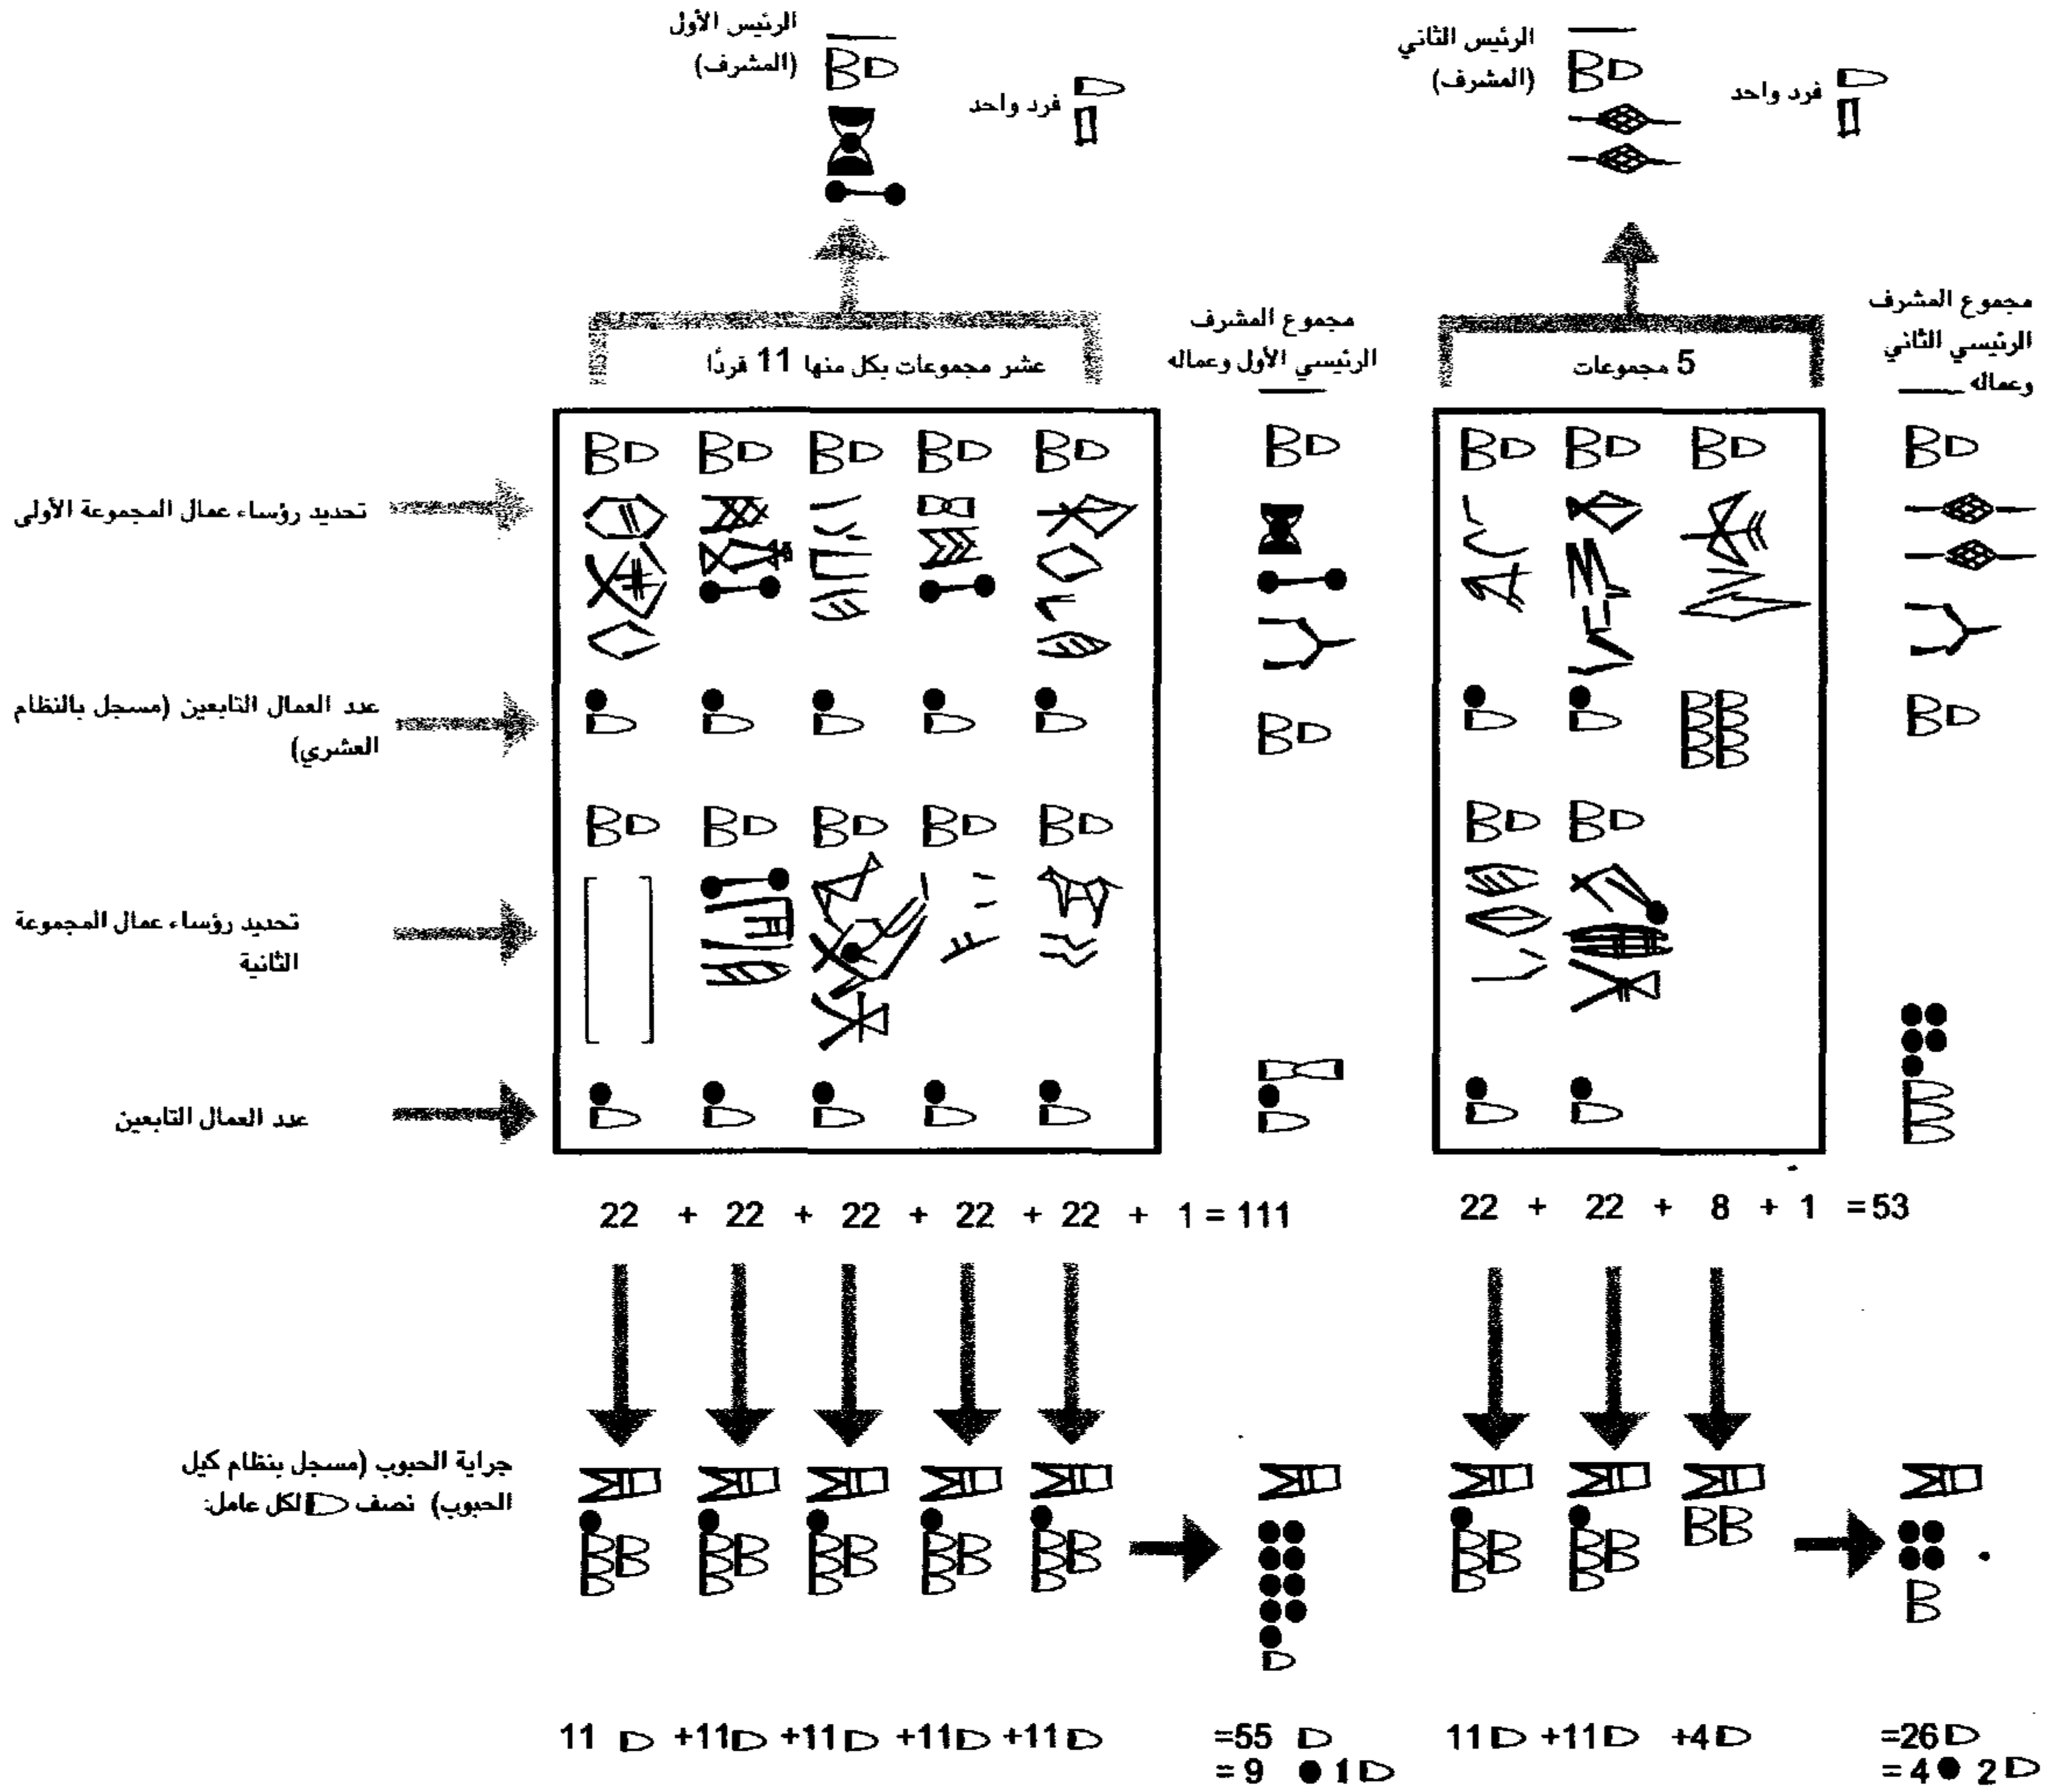 الرئيس الأول
(المشرف)
فرد واحد
الرئيس الثاني
(المشرف)
فرد واحد
عشر مجموعات بكل منها 11 فردًا
مجموع المشرف
الرئيسي الأول وعماله
5 مجموعات
مجموع المشرف
الرئيسي الثاني
وعماله
تحديد رؤساء عمال المجموعة الأولى
عدد العمال التابعين (مسجل بالنظام
العشري)
تحديد رؤساء عمال المجموعة
الثانية
عدد العمال التابعين
22 + 22 + 22 + 22 + 22 + 1 = 111
22 + 22 + 8 + 1 = 53
جراية الحبوب (مسجل بنظام كيل
الحبوب) نصف لكل عامل:
11 +11 +11 +11 +11 =55
= 9 1
11 +11 +4 =26
= 4 2